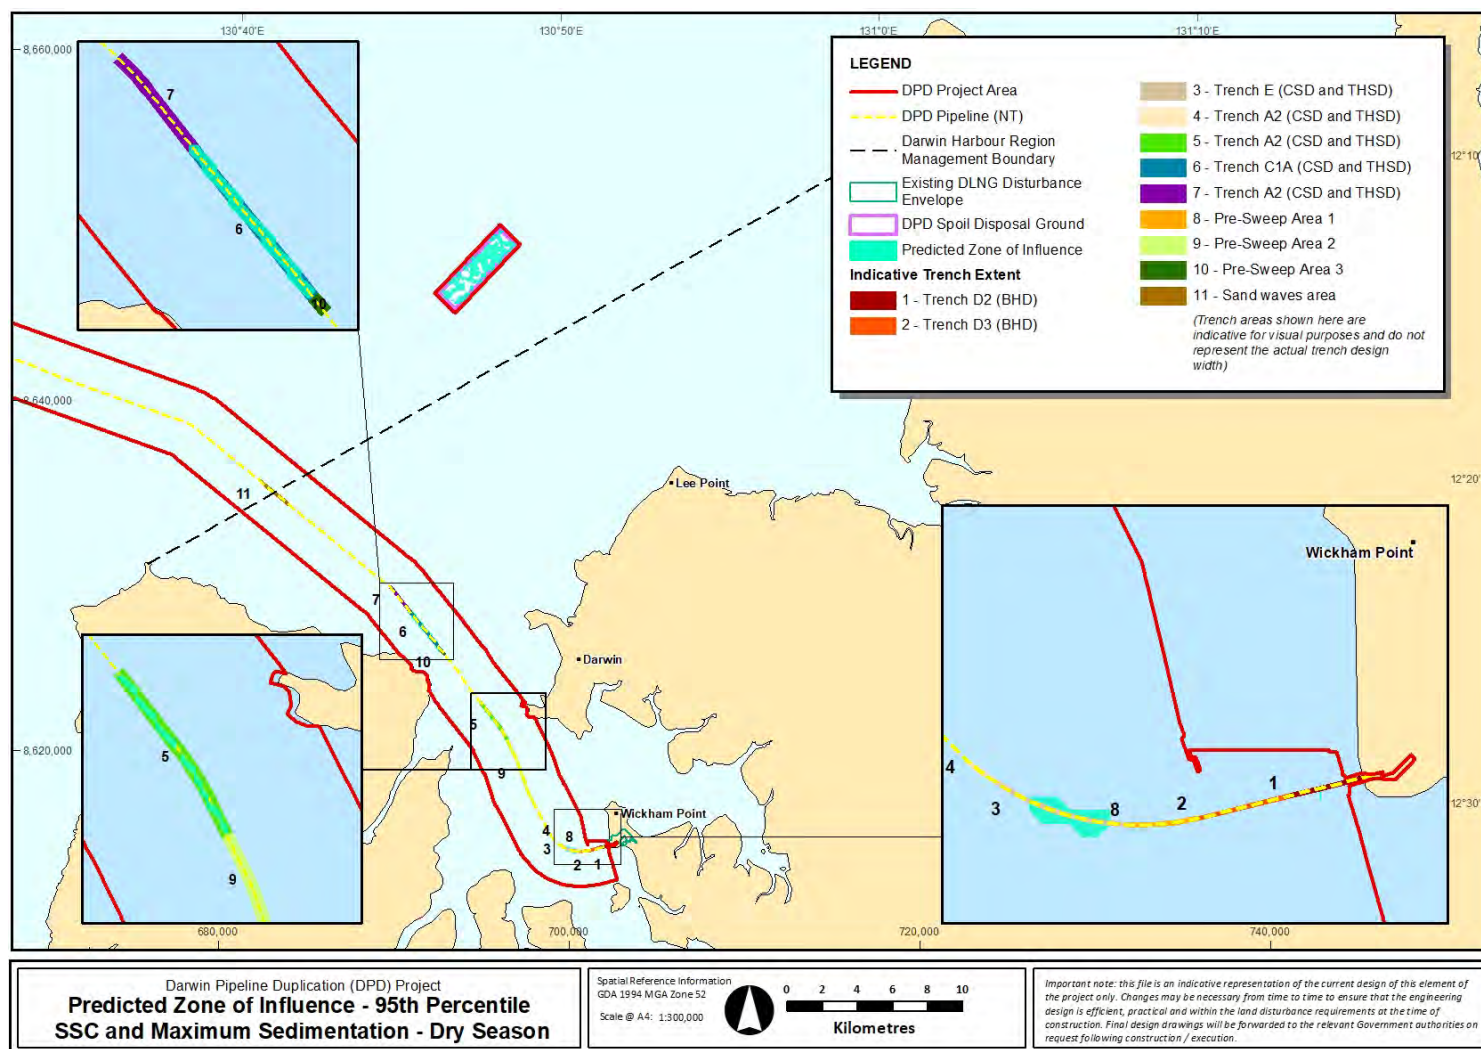 130°40'E
130°50'E
131°0'E
131°10'E
8,660,000
8,640,000
8,620,000
12°10'
12°20'
12°30'
680,000
700,000
720,000
740,000
7
6
LEGEND
DPD Project Area
DPD Pipeline (NT)
Darwin Harbour Region
Management Boundary
Existing DLNG Disturbance
Envelope
DPD Spoil Disposal Ground
Predicted Zone of Influence
Indicative Trench Extent
1 - Trench D2 (BHD)
2 - Trench D3 (BHD)
3 - Trench E (CSD and THSD)
4 - Trench A2 (CSD and THSD)
5 - Trench A2 (CSD and THSD)
6 - Trench C1A (CSD and THSD)
7 - Trench A2 (CSD and THSD)
8 - Pre-Sweep Area 1
9 - Pre-Sweep Area 2
10 - Pre-Sweep Area 3
11 - Sand waves area
(Trench areas shown here are
indicative for visual purposes and do not
represent the actual trench design
width)
11
Lee Point
7
6
10
Darwin
5
9
Wickham Point
4
8
3
2
1
5
9
Wickham Point
4
3
8
2
1
Darwin Pipeline Duplication (DPD) Project
Predicted Zone of Influence - 95th Percentile
SSC and Maximum Sedimentation - Dry Season
Spatial Reference Information
GDA 1994 MGA Zone 52
Scale @ A4: 1:300,000
0 2 4 6 8 10
Kilometres
Important note: this file is an indicative representation of the current design of this element of
the project only. Changes may be necessary from time to time to ensure that the engineering
design is efficient, practical and within the land disturbance requirements at the time of
construction. Final design drawings will be forwarded to the relevant Government authorities on
request following construction / execution.